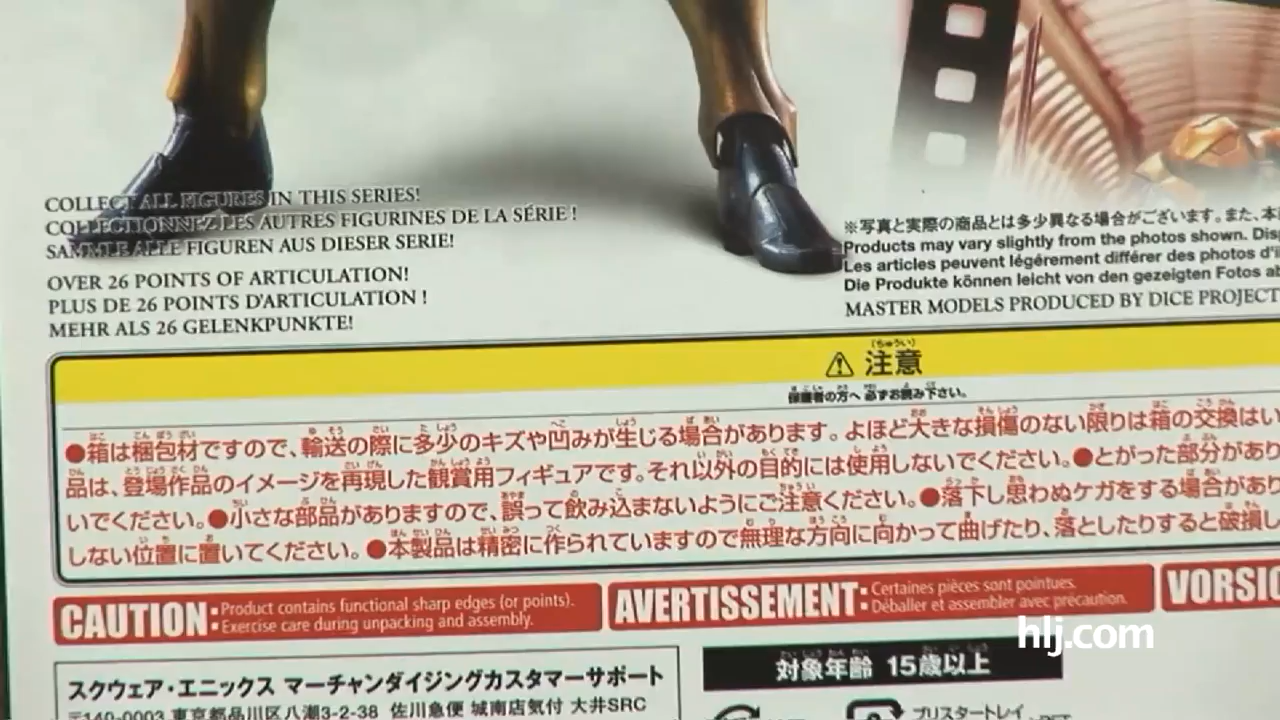 COLLECT ALL FIGURES IN THIS SERIES!
COLLECTIONNEZ LES AUTRES FIGURINES DE LA SÉRIE !
SAMMLE ALLE FIGUREN AUS DIESER SERIE!
OVER 26 POINTS OF ARTICULATION!
PLUS DE 26 POINTS D'ARTICULATION !
MEHR ALS 26 GELENKPUNKTE!
※写真と実際の商品とは多少異なる場合がございます。また、本
Products may vary slightly from the photos shown.
Les articles peuvent légérement différer des photos
Die Produkte können leicht von den gezeigten Fotos
MASTER MODELS PRODUCED BY DICE PROJECT
⚠ 注意
保護者の方へ 必ずお読み下さい。
●箱は梱包材ですので、輸送の際に多少のキズや凹みが生じる場合があります。よほど大きな損傷のない限りは箱の交換はい
品は、登場作品のイメージを再現した観賞用フィギュアです。それ以外の目的には使用しないでください。●とがった部分があり
いでください。●小さな部品がありますので、誤って飲み込まないようにご注意ください。●落下し思わぬケガをする場合があり
しない位置に置いてください。●本製品は精密に作られていますので無理な方向に向かって曲げたり、落としたりすると破損し
CAUTION: Product contains functional sharp edges (or points).
Exercise care during unpacking and assembly.
AVERTISSEMENT: Certaines pièces sont pointues.
Déballer et assembler avec précaution.
hlj.com
スクウェア・エニックス マーチャンダイジングカスタマーサポート
〒140-0003 東京都品川区八潮3-2-38 佐川急便 城南店気付 大井SRC
対象年齢 15歳以上
ブリスタートレイ